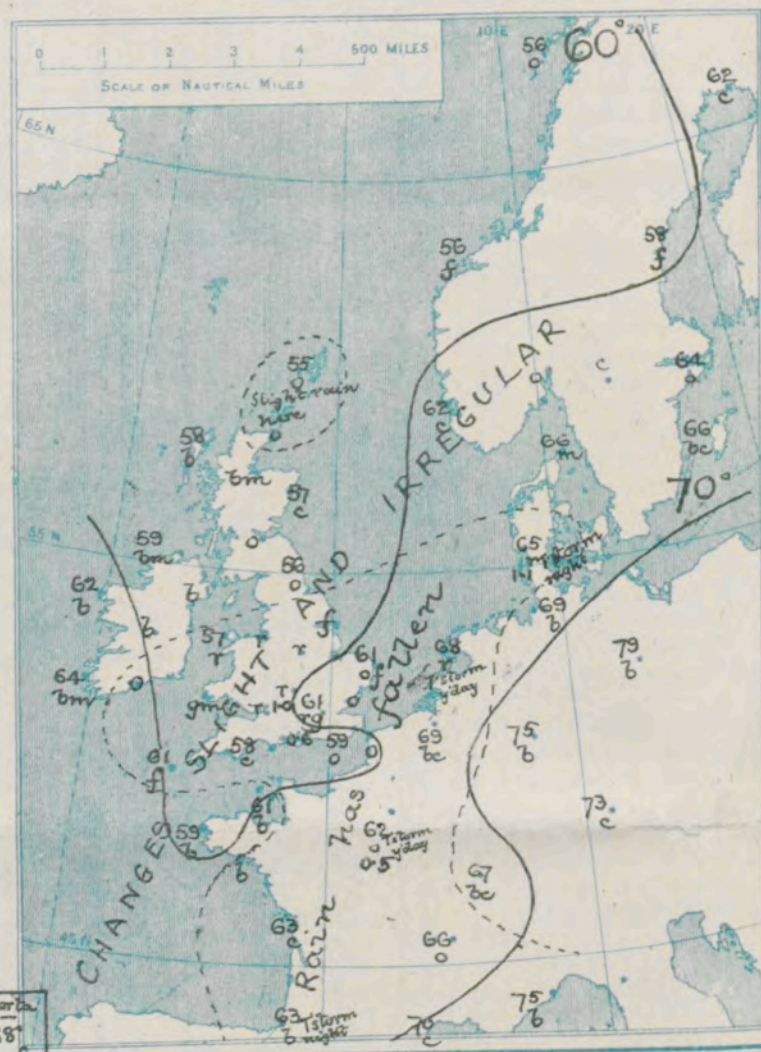 0 1 2 3 4 500 MILES
SCALE OF NAUTICAL MILES
10 E
20 E
56
60°
62
c
65 N
56
f
58
55
Slight rain
here
64
62
c
c
58
b
bm
66
m
66
bc
57
c
70°
55 N
59
bm
62
b
b
b
56
65
T storm
night
69
b
57
r
r
r
f
61
f
68
r
T storm
y'day
79
b
64
bm
gm
r
r
61
58
c
59
69
bc
75
b
61
f
73
c
59
b
b
62
T storm
y'day
5
67
bc
45 N
63
c
66
63
b
T storm
night
70
c
75
b
CHANGES SLIGHT AND IRREGULAR
Rain has fallen